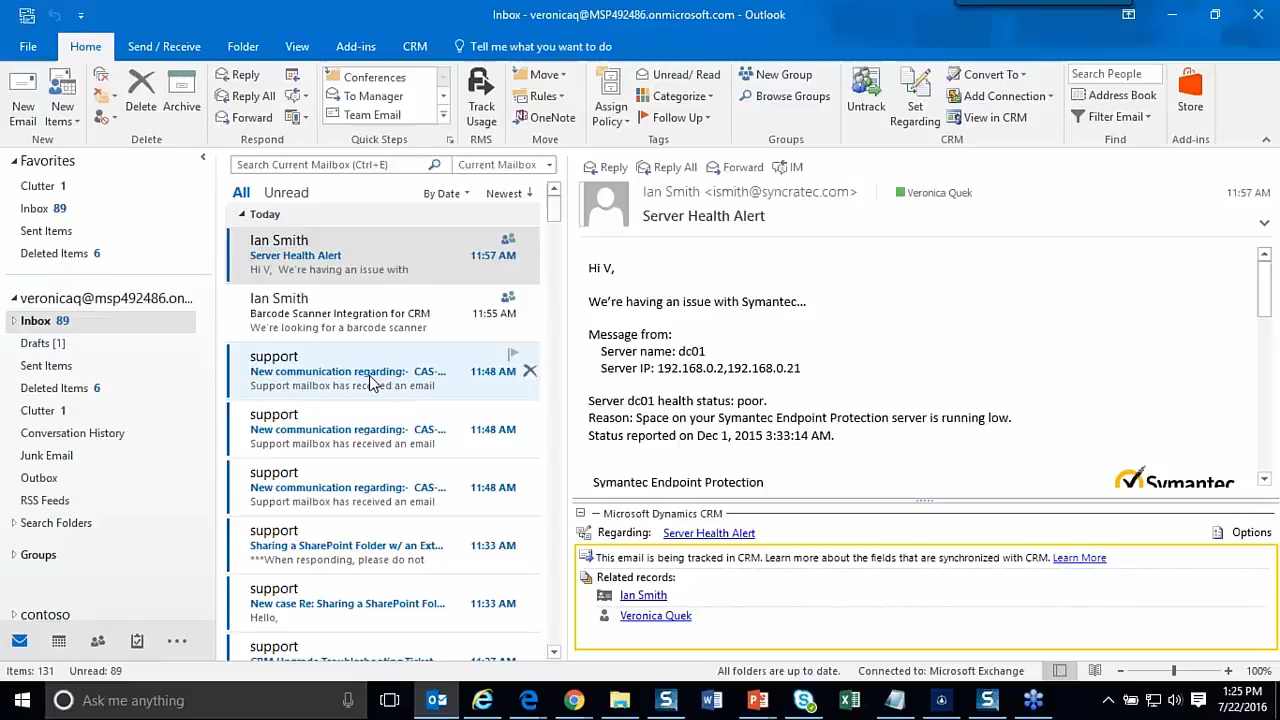 Inbox - veronicaq@MSP492486.onmicrosoft.com - Outlook
File Home Send / Receive Folder View Add-ins CRM Tell me what you want to do
New Email
New Items
New
Delete
Archive
Delete
Reply
Reply All
Forward
Respond
Conferences
To Manager
Team Email
Quick Steps
Track Usage
RMS
Move
Rules
OneNote
Move
Assign Policy
Unread/ Read
Categorize
Follow Up
Tags
New Group
Browse Groups
Groups
Untrack
Set Regarding
Convert To
Add Connection
View in CRM
CRM
Search People
Address Book
Filter Email
Find
Store
Add-ins
Favorites
Clutter 1
Inbox 89
Sent Items
Deleted Items 6
veronicaq@msp492486.on...
Inbox 89
Drafts [1]
Sent Items
Deleted Items 6
Clutter 1
Conversation History
Junk Email
Outbox
RSS Feeds
Search Folders
Groups
contoso
Search Current Mailbox (Ctrl+E) Current Mailbox
All Unread By Date Newest
Today
Ian Smith
Server Health Alert 11:57 AM
Hi V, We're having an issue with
Ian Smith
Barcode Scanner Integration for CRM 11:55 AM
We're looking for a barcode scanner
support
New communication regarding:- CAS-... 11:48 AM
Support mailbox has received an email
support
New communication regarding:- CAS-... 11:48 AM
Support mailbox has received an email
support
New communication regarding:- CAS-... 11:48 AM
Support mailbox has received an email
support
Sharing a SharePoint Folder w/ an Ext... 11:33 AM
***When responding, please do not
support
New case Re: Sharing a SharePoint Fol... 11:33 AM
Hello,
support
CRM Upgrade Troubleshooting Ticket
Reply Reply All Forward IM
Ian Smith <ismith@syncratec.com> Veronica Quek 11:57 AM
Server Health Alert
Hi V,
We're having an issue with Symantec...
Message from:
Server name: dc01
Server IP: 192.168.0.2,192.168.0.21
Server dc01 health status: poor.
Reason: Space on your Symantec Endpoint Protection server is running low.
Status reported on Dec 1, 2015 3:33:14 AM.
Symantec Endpoint Protection
Symantec
Microsoft Dynamics CRM
Regarding: Server Health Alert Options
This email is being tracked in CRM. Learn more about the fields that are synchronized with CRM. Learn More
Related records:
Ian Smith
Veronica Quek
Items: 131 Unread: 89 All folders are up to date. Connected to: Microsoft Exchange 100%
Ask me anything
1:25 PM
7/22/2016